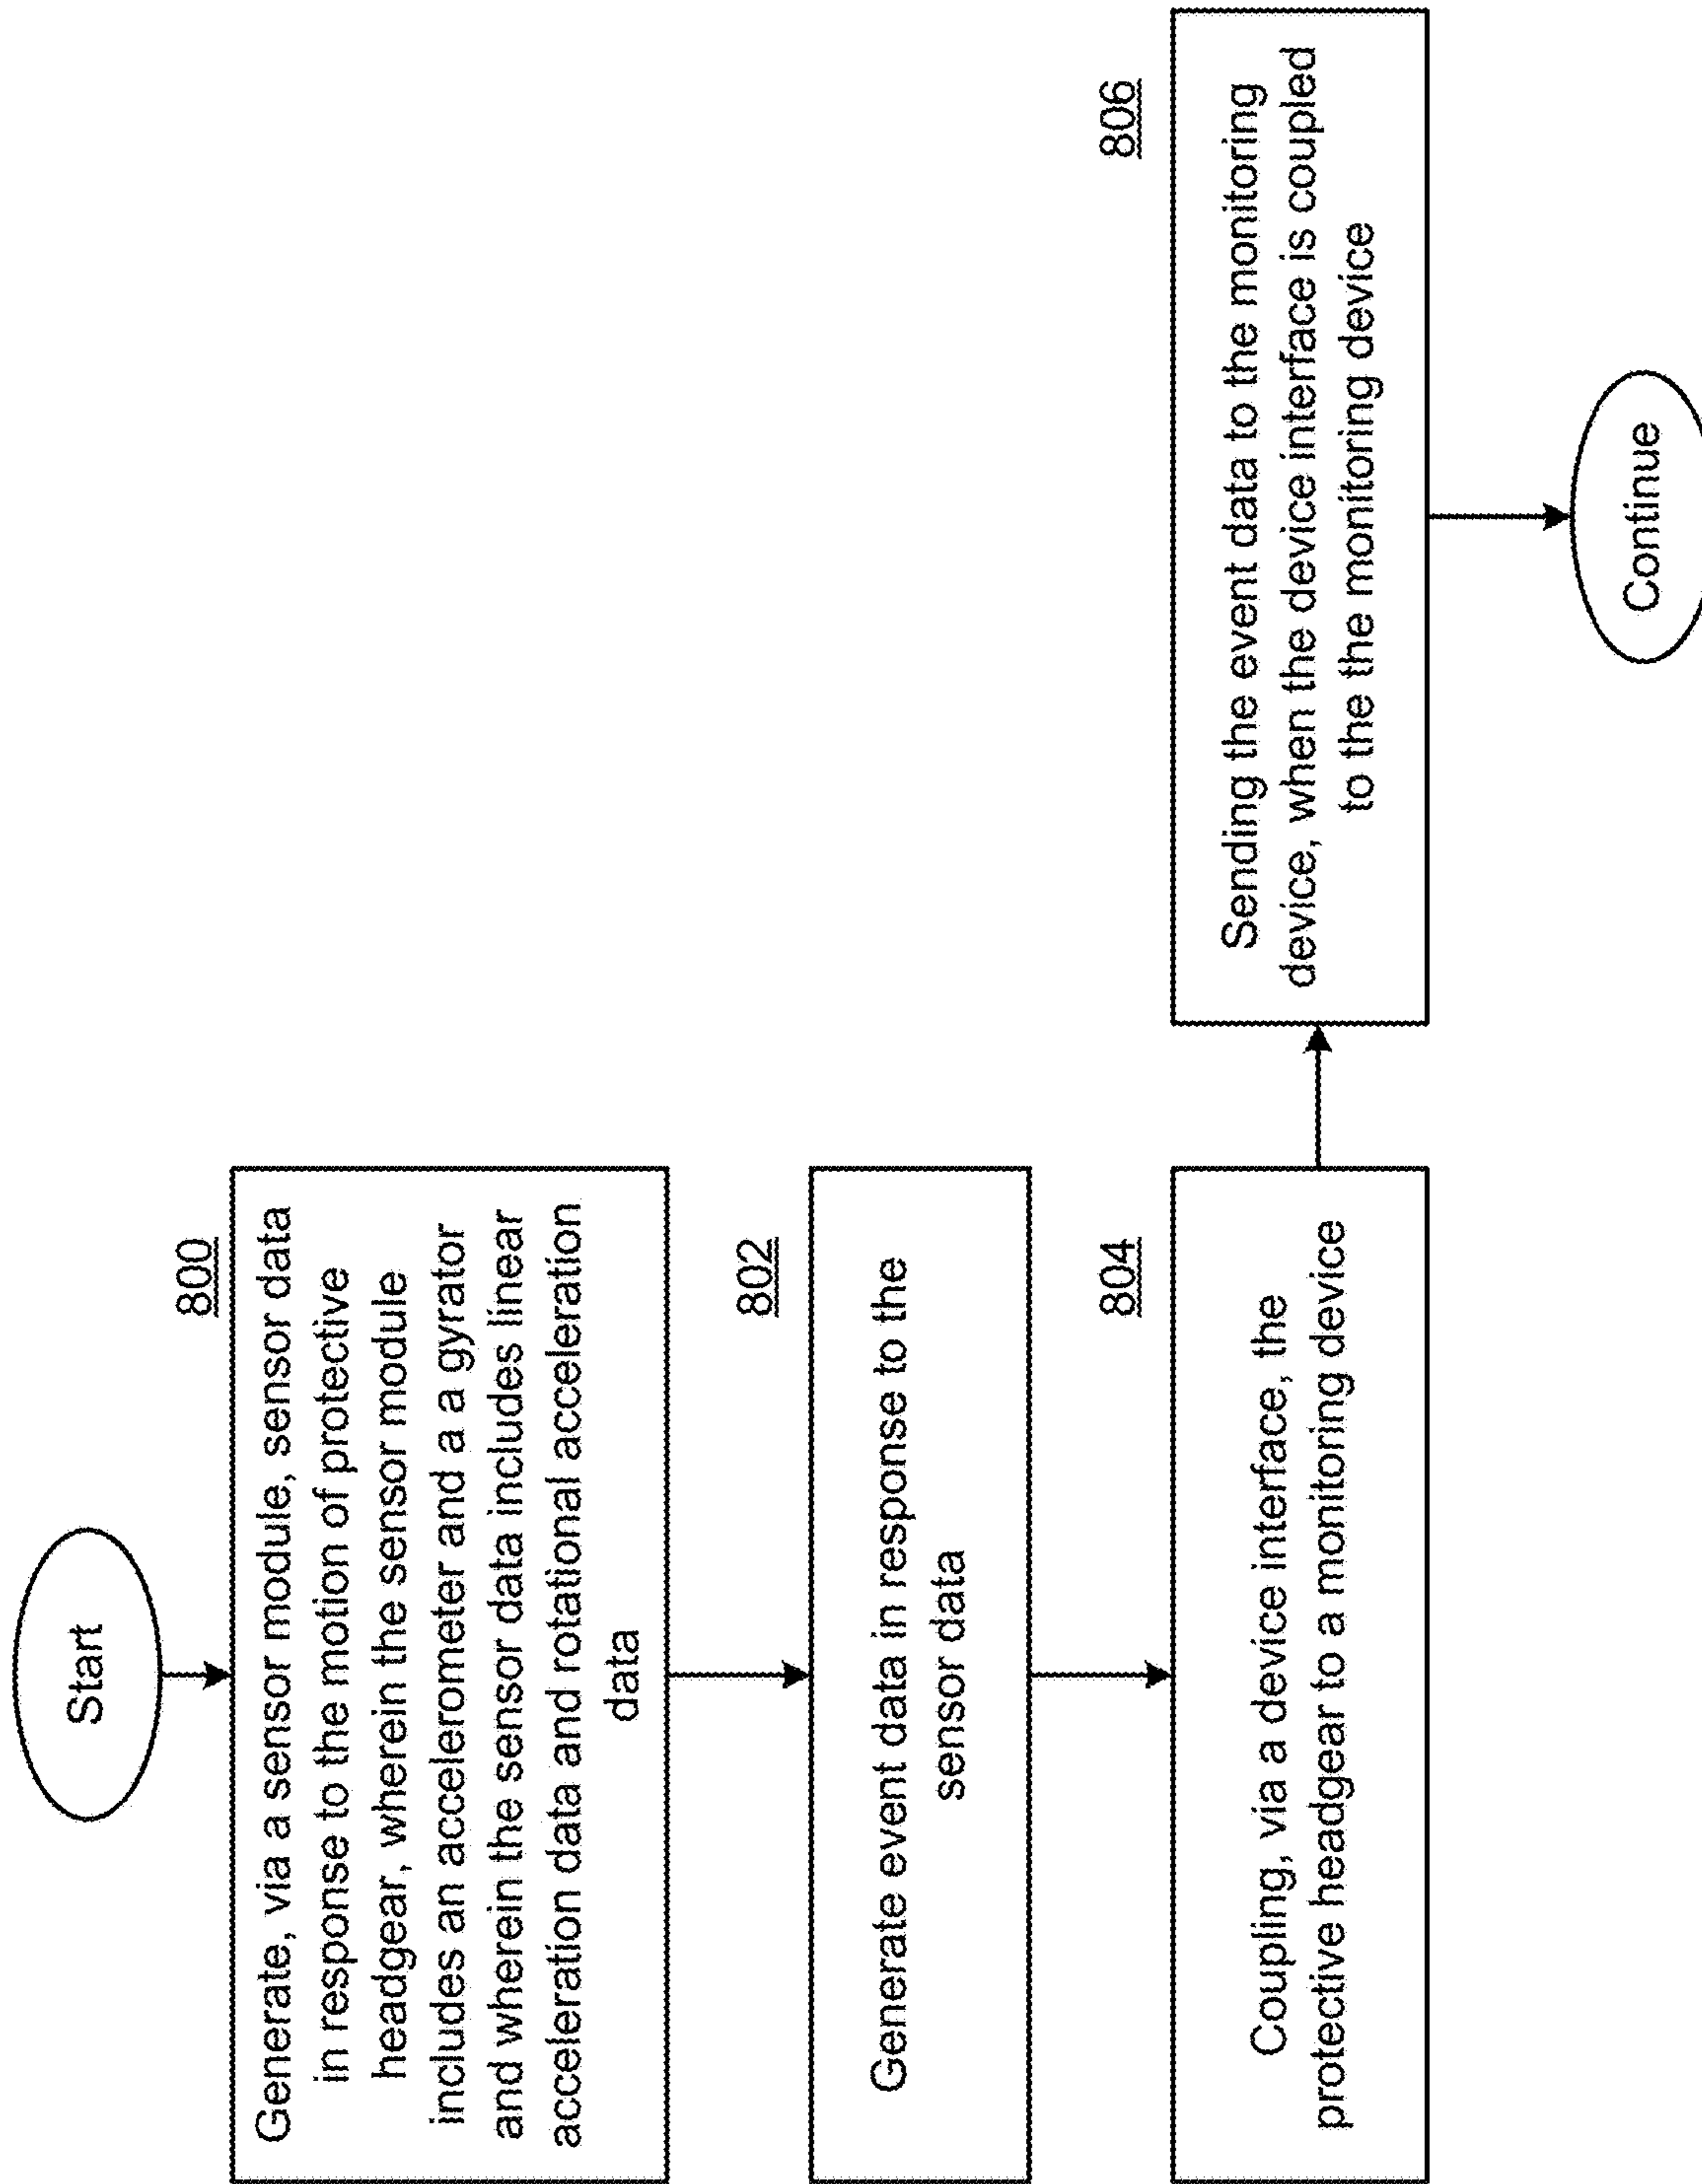 Start
800
Generate, via a sensor module, sensor data
in response to the motion of protective
headgear, wherein the sensor module
includes an accelerometer and a a gyrator
and wherein the sensor data includes linear
acceleration data and rotational acceleration
data
802
Generate event data in response to the
sensor data
804
Coupling, via a device interface, the
protective headgear to a monitoring device
806
Sending the event data to the monitoring
device, when the device interface is coupled
to the the monitoring device
Continue